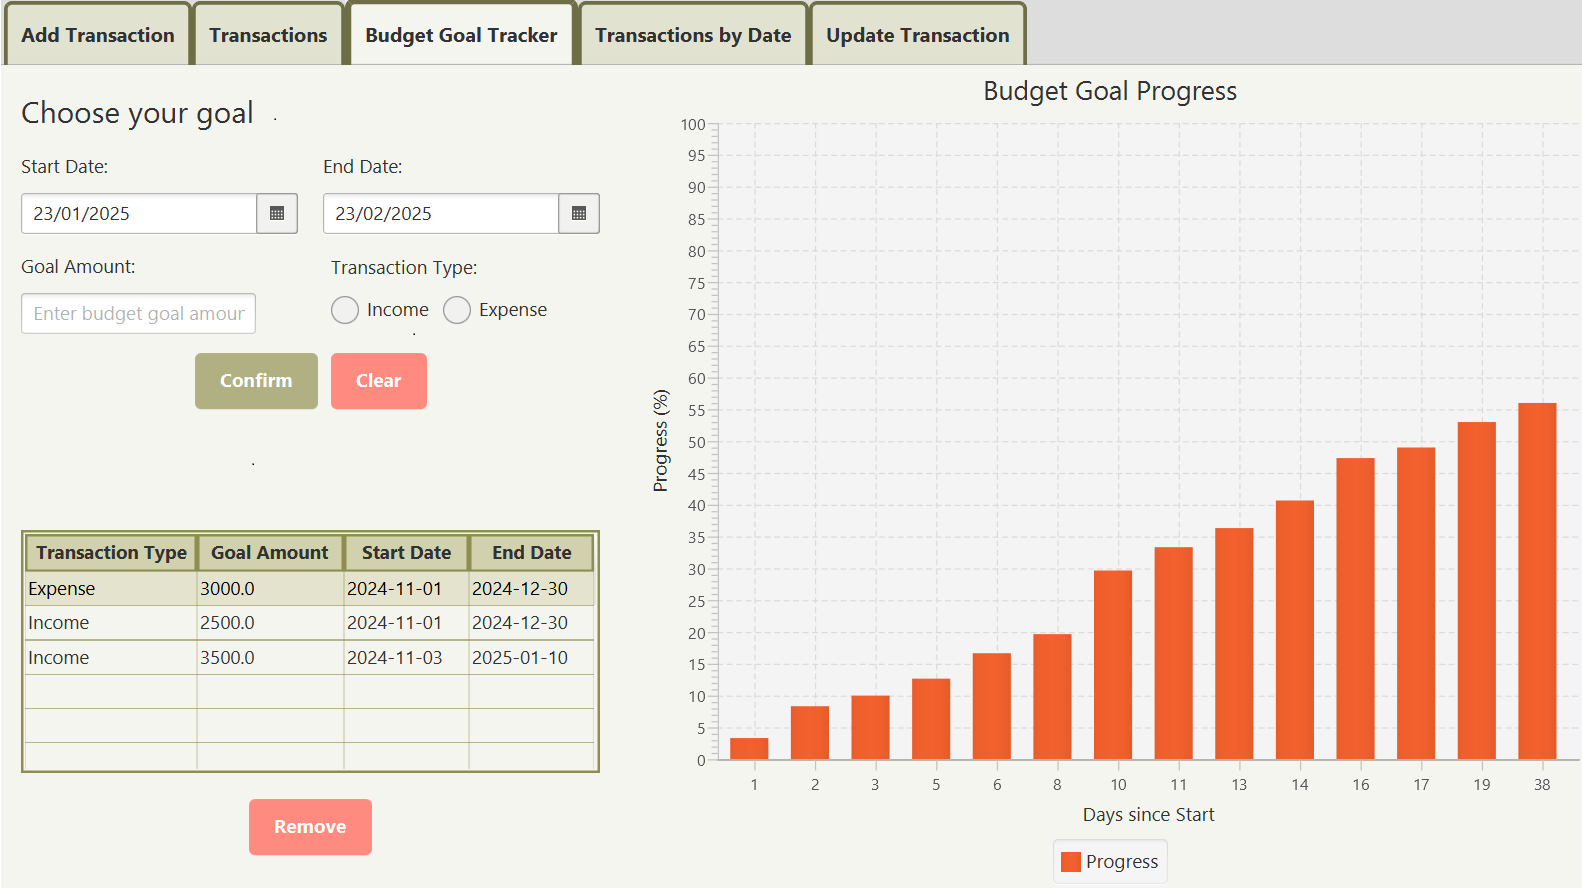 Add Transaction Transactions Budget Goal Tracker Transactions by Date Update Transaction
Choose your goal .
Start Date: End Date:
23/01/2025 23/02/2025
Goal Amount: Transaction Type:
Enter budget goal amour Income Expense
.
Confirm Clear
.
Transaction Type Goal Amount Start Date End Date
Expense 3000.0 2024-11-01 2024-12-30
Income 2500.0 2024-11-01 2024-12-30
Income 3500.0 2024-11-03 2025-01-10
Remove
Budget Goal Progress
Progress (%)
100
95
90
85
80
75
70
65
60
55
50
45
40
35
30
25
20
15
10
5
0
1 2 3 5 6 8 10 11 13 14 16 17 19 38
Days since Start
Progress